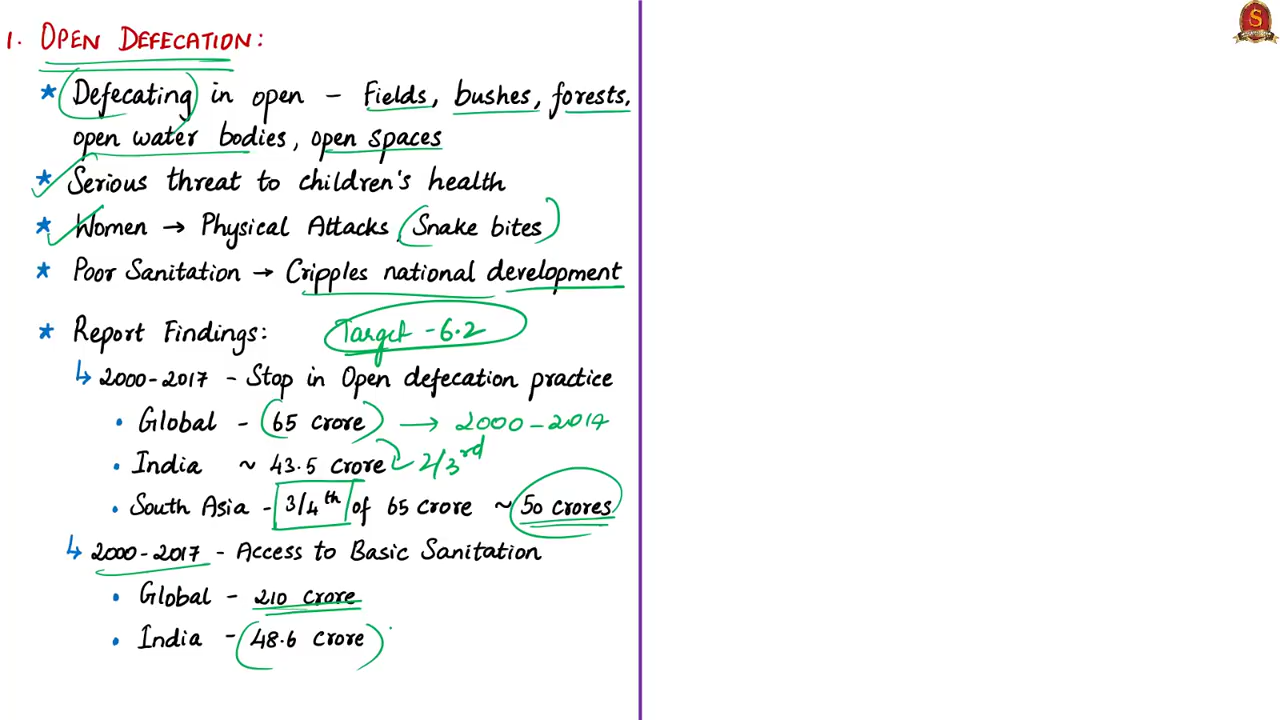 1. OPEN DEFECATION:
* Defecating in open - Fields, bushes, forests,
open water bodies, open spaces
* Serious threat to children's health
* Women → Physical Attacks, Snake bites
* Poor Sanitation → Cripples national development
* Report Findings: Target - 6.2
↳ 2000-2017 - Stop in Open defecation practice
• Global - 65 crore → 2000-2017
• India ~ 43.5 crore 2/3rd
• South Asia - 3/4th of 65 crore ~ 50 crores
↳ 2000-2017 - Access to Basic Sanitation
• Global - 210 crore
• India - 48.6 crore
S